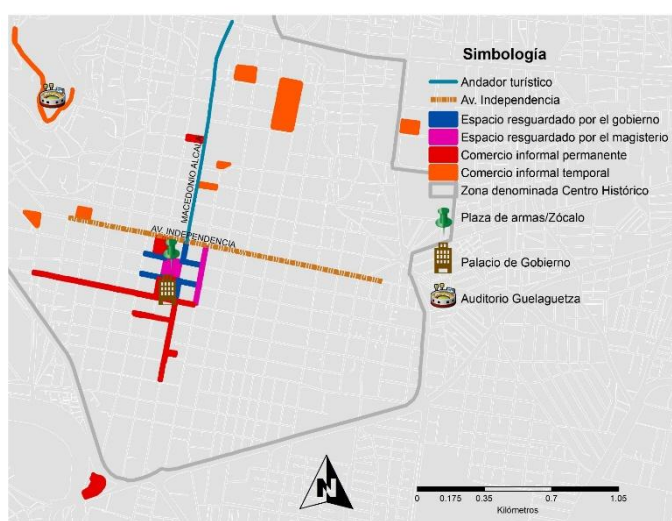 Simbología
Andador turístico
Av. Independencia
Espacio resguardado por el gobierno
Espacio resguardado por el magisterio
Comercio informal permanente
Comercio informal temporal
Zona denominada Centro Histórico
Plaza de armas/Zócalo
Palacio de Gobierno
Auditorio Guelaguetza
MACEDONIO ALCALÁ
AV. INDEPENDENCIA
N
0 0.175 0.35 0.7 1.05
Kilómetros